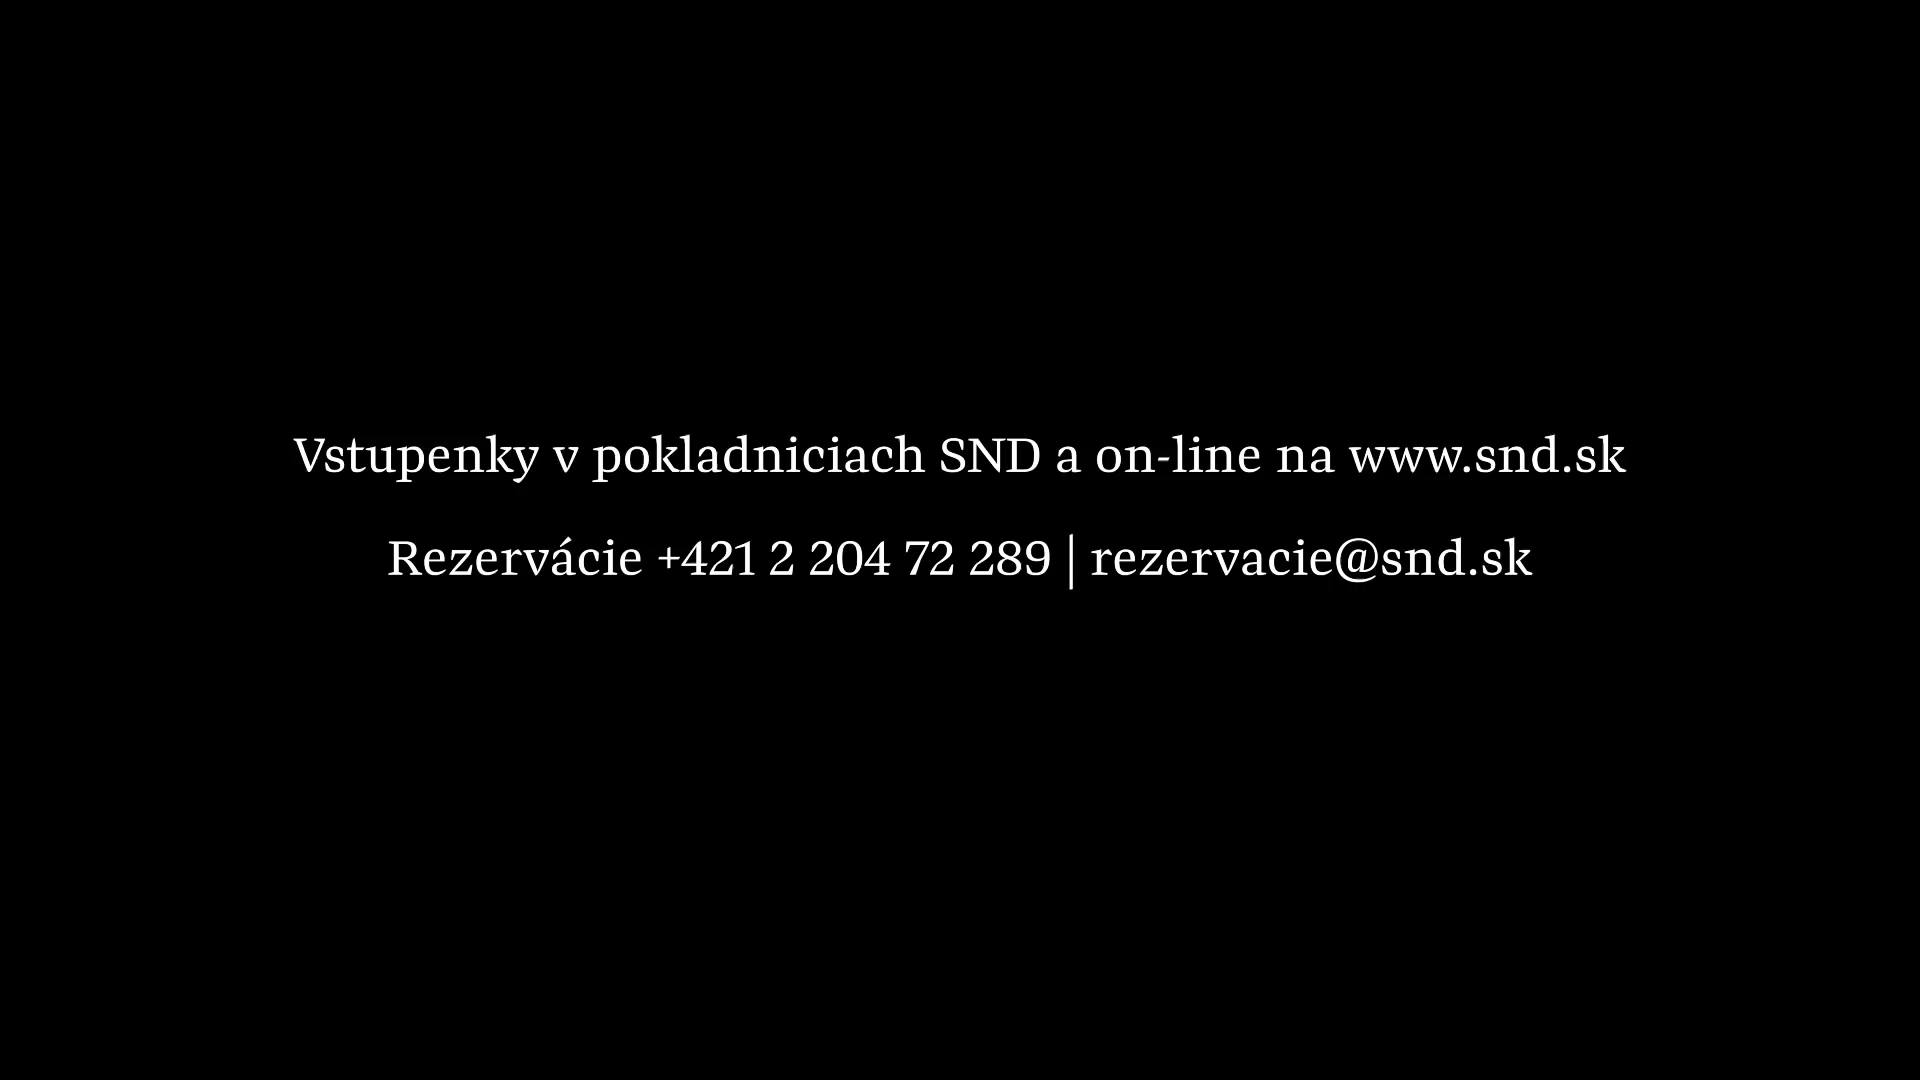 Vstupenky v pokladniciach SND a on-line na www.snd.sk
Rezervácie +421 2 204 72 289 | rezervacie@snd.sk